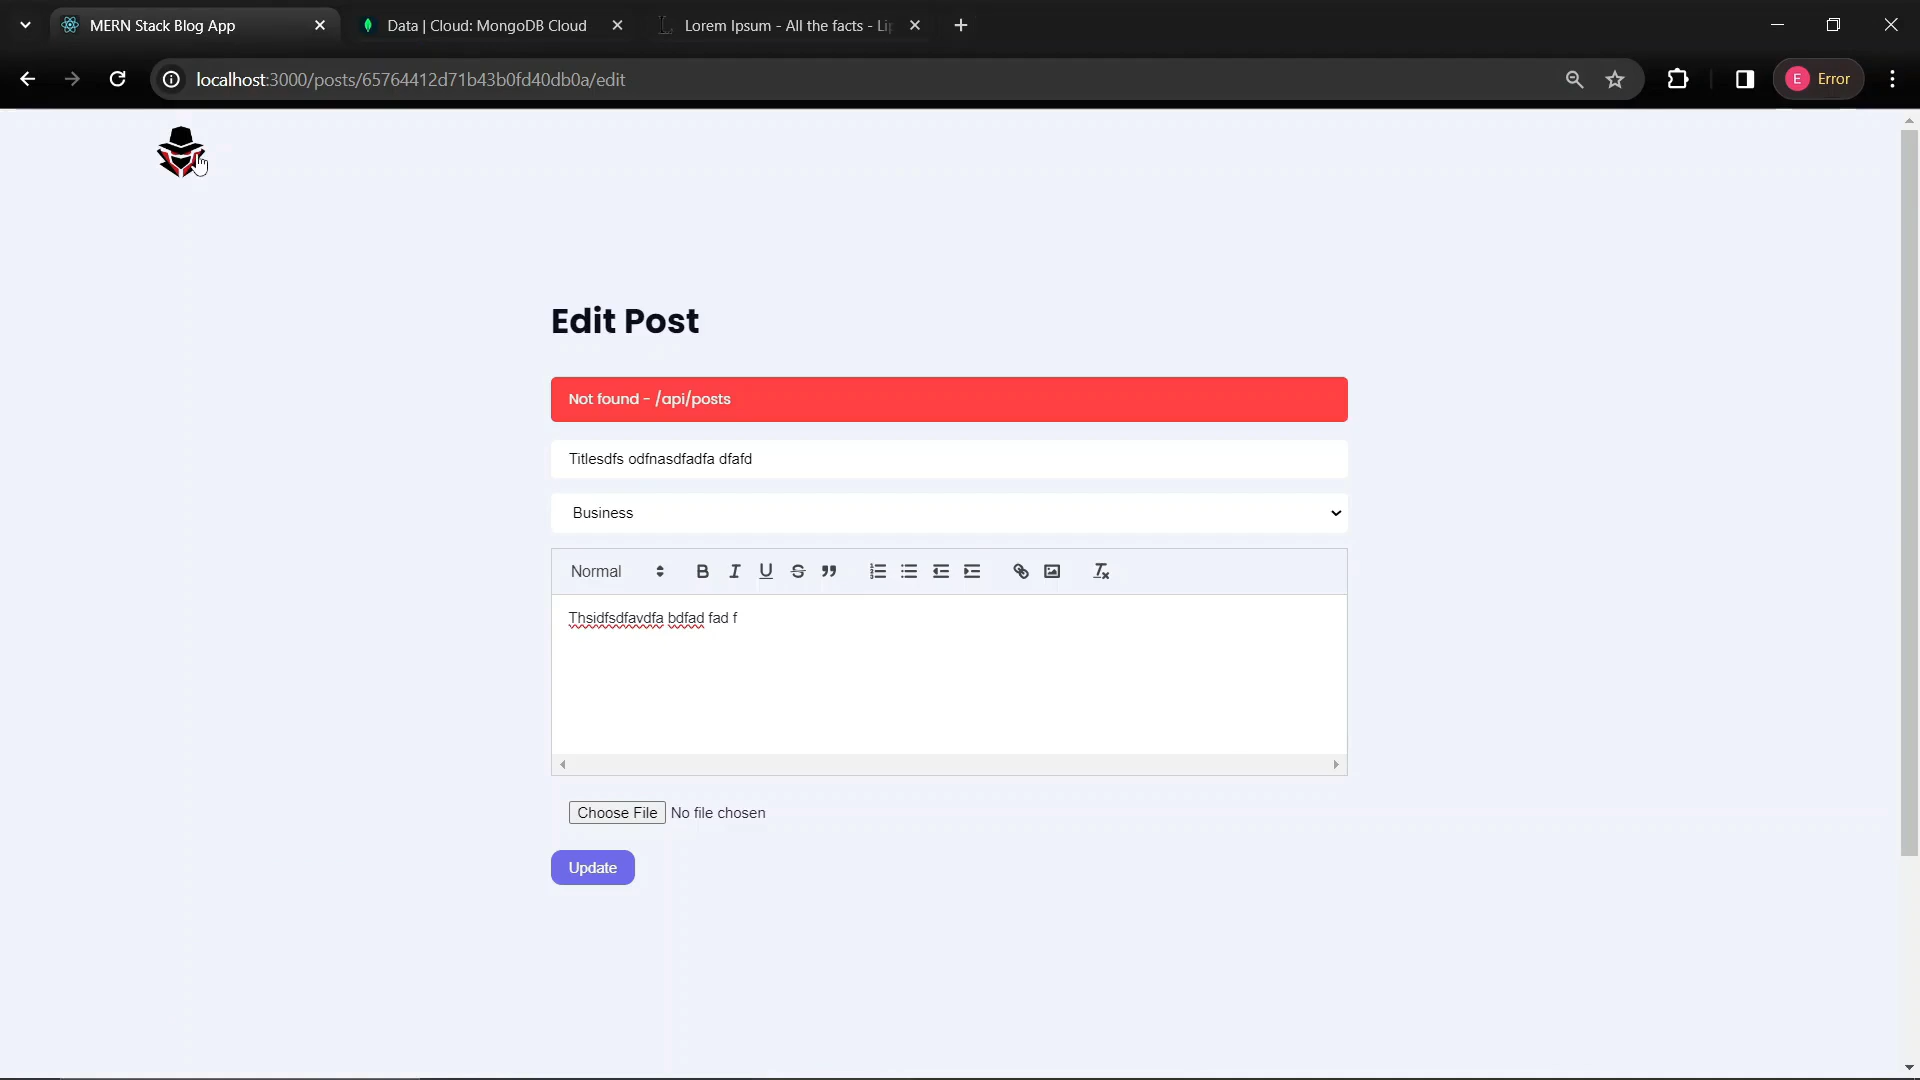 MERN Stack Blog App
Data | Cloud: MongoDB Cloud
Lorem Ipsum - All the facts - Lip
localhost:3000/posts/65764412d71b43b0fd40db0a/edit
E Error
Edit Post
Not found - /api/posts
Titlesdfs odfnasdfadfa dfafd
Business
Normal
Thsidfsdfavdfa bdfad fad f
Choose File No file chosen
Update